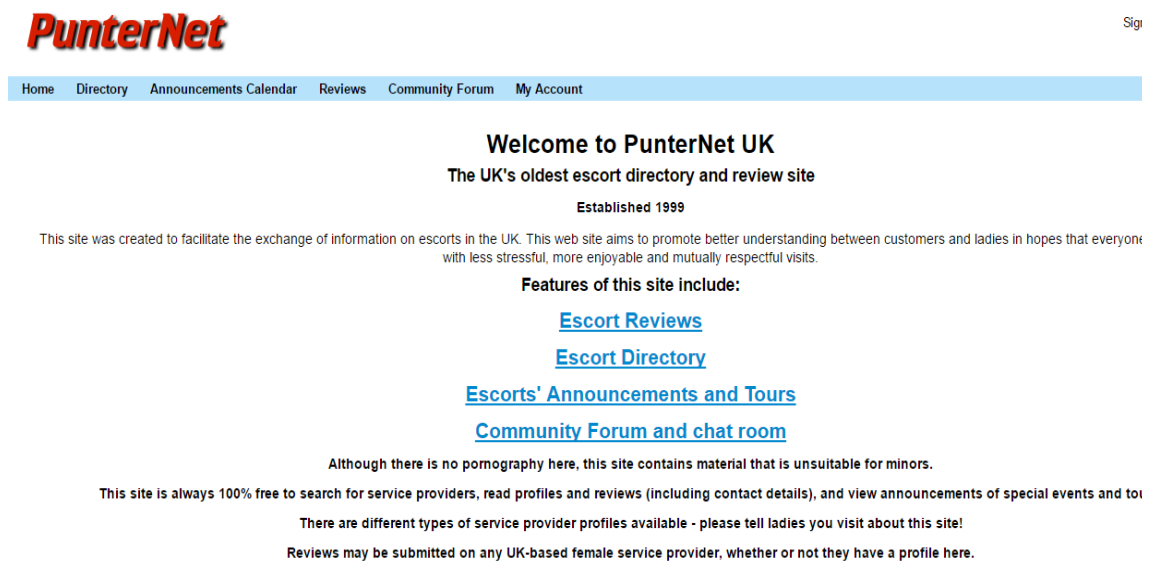 PunterNet
Sign
Home Directory Announcements Calendar Reviews Community Forum My Account
Welcome to PunterNet UK
The UK's oldest escort directory and review site
Established 1999
This site was created to facilitate the exchange of information on escorts in the UK. This web site aims to promote better understanding between customers and ladies in hopes that everyone
with less stressful, more enjoyable and mutually respectful visits.
Features of this site include:
Escort Reviews
Escort Directory
Escorts' Announcements and Tours
Community Forum and chat room
Although there is no pornography here, this site contains material that is unsuitable for minors.
This site is always 100% free to search for service providers, read profiles and reviews (including contact details), and view announcements of special events and
There are different types of service provider profiles available - please tell ladies you visit about this site!
Reviews may be submitted on any UK-based female service provider, whether or not they have a profile here.